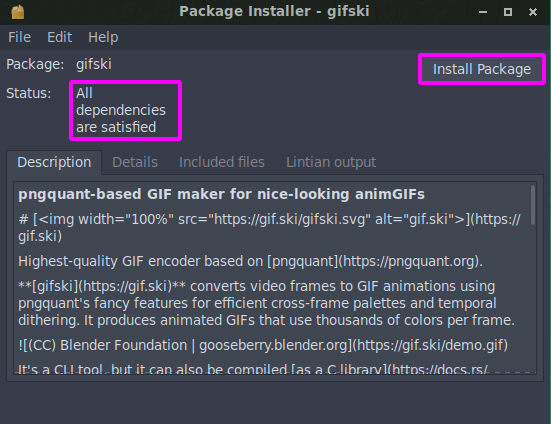 Package Installer - gifski
File Edit Help
Package: gifski
Install Package
Status: All
dependencies
are satisfied
Description Details Included files Lintian output
pngquant-based GIF maker for nice-looking animGIFs
# [<img width="100%" src="https://gif.ski/gifski.svg" alt="gif.ski">](https://
gif.ski)
Highest-quality GIF encoder based on [pngquant](https://pngquant.org).
**[gifski](https://gif.ski)** converts video frames to GIF animations using
pngquant's fancy features for efficient cross-frame palettes and temporal
dithering. It produces animated GIFs that use thousands of colors per frame.
![(CC) Blender Foundation | gooseberry.blender.org](https://gif.ski/demo.gif)
It's a CLI tool, but it can also be compiled [as a C library](https://docs.rs/